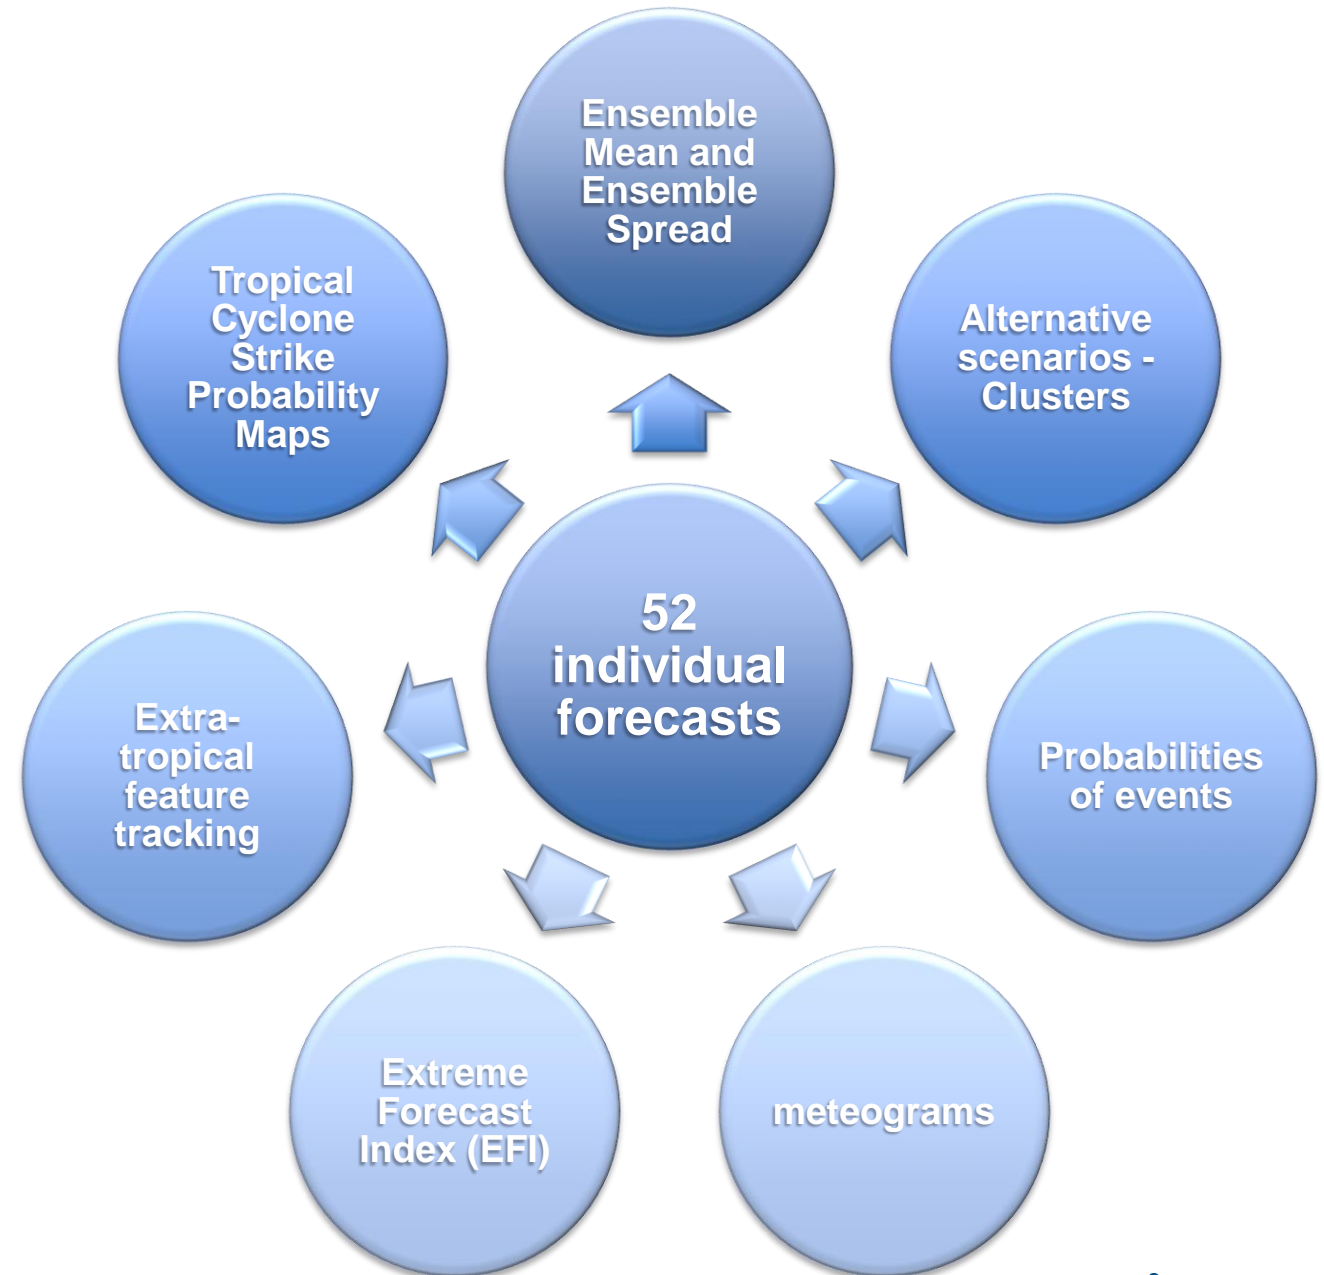 Ensemble
Mean and
Ensemble
Spread
Tropical
Cyclone
Strike
Probability
Maps
Alternative
scenarios -
Clusters
52
individual
forecasts
Extra-
tropical
feature
tracking
Probabilities
of events
Extreme
Forecast
Index (EFI)
meteograms